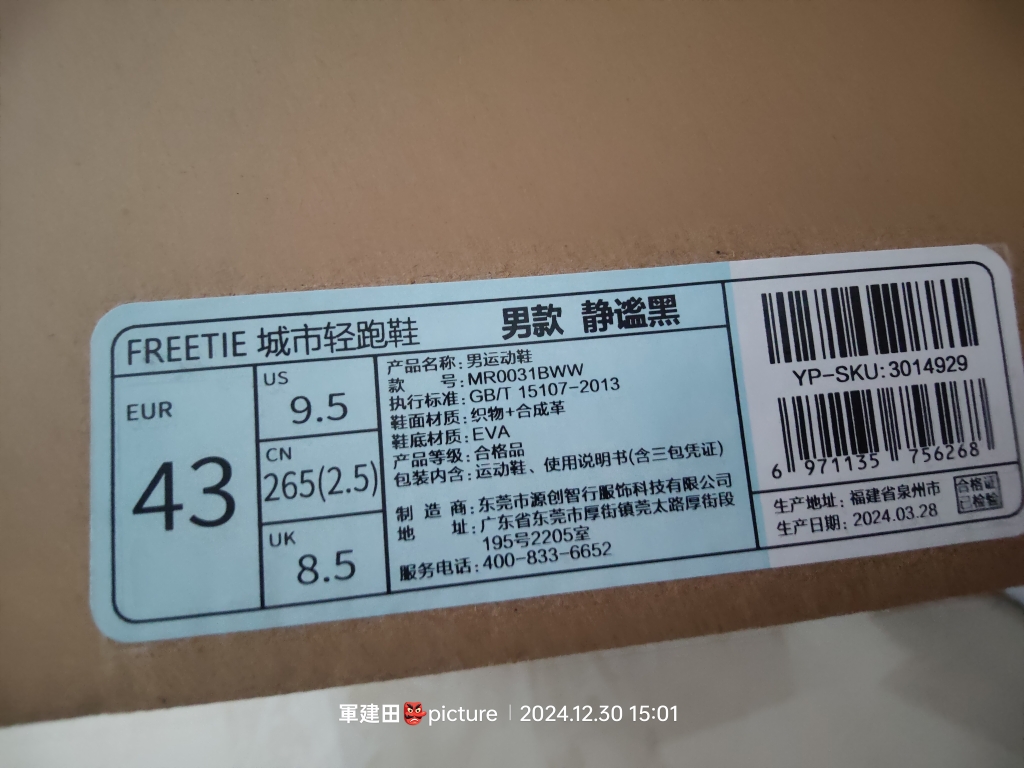 FREETIE 城市轻跑鞋
男款 静谧黑
EUR
43
US
9.5
CN
265(2.5)
UK
8.5
产品名称:男运动鞋
款 号:MR0031BWW
执行标准:GB/T 15107-2013
鞋面材质:织物+合成革
鞋底材质:EVA
产品等级:合格品
包装内含:运动鞋、使用说明书(含三包凭证)
制 造 商:东莞市源创智行服饰科技有限公司
地 址:广东省东莞市厚街镇莞太路厚街段
195号2205室
服务电话:400-833-6652
YP-SKU:3014929
6 971135 756268
生产地址: 福建省泉州市
生产日期: 2024.03.28
合格证
已检验
軍建田👺picture | 2024.12.30 15:01